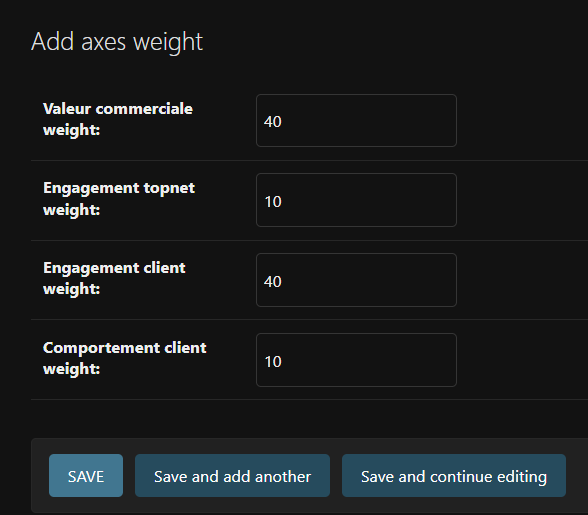 Add axes weight
Valeur commerciale
weight:
40
Engagement topnet
weight:
10
Engagement client
weight:
40
Comportement client
weight:
10
SAVE
Save and add another
Save and continue editing